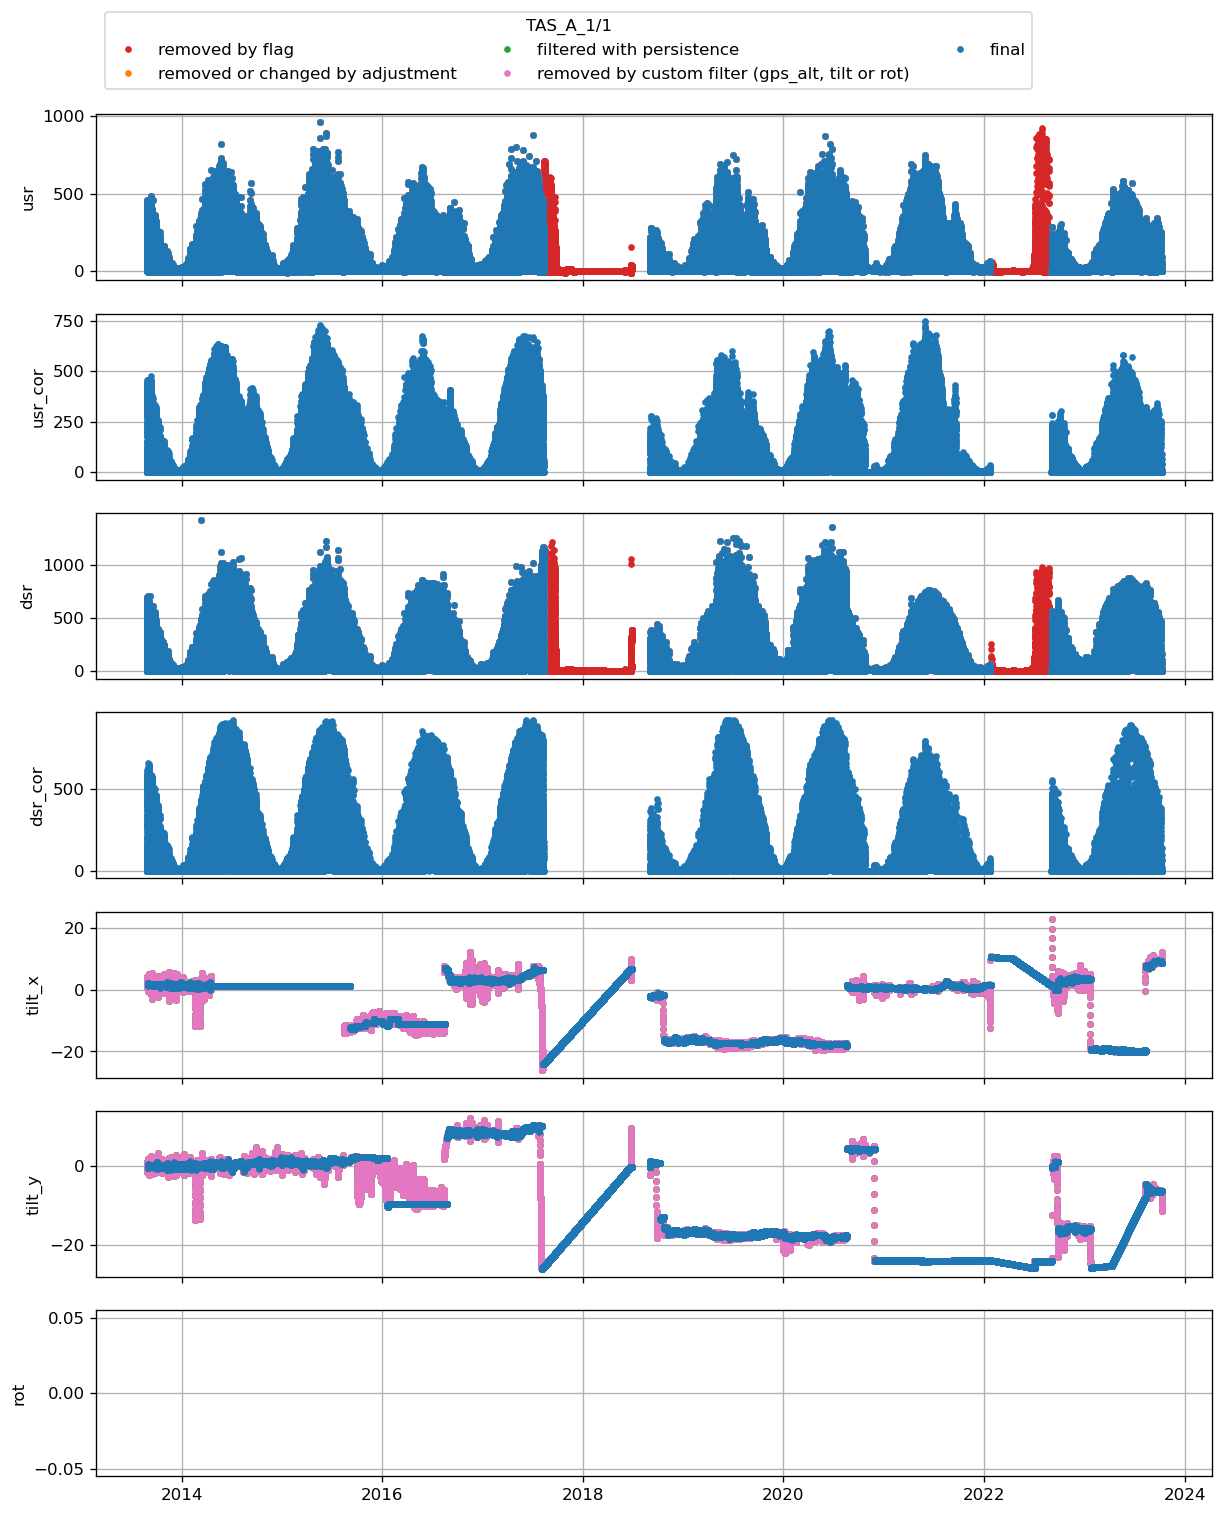 TAS_A_1/1
removed by flag
filtered with persistence
final
removed or changed by adjustment
removed by custom filter (gps_alt, tilt or rot)
1000
500
0
usr
750
500
250
0
usr_cor
1000
500
0
dsr
500
0
dsr_cor
20
0
−20
tilt_x
0
−20
tilt_y
0.05
0.00
−0.05
rot
2014 2016 2018 2020 2022 2024